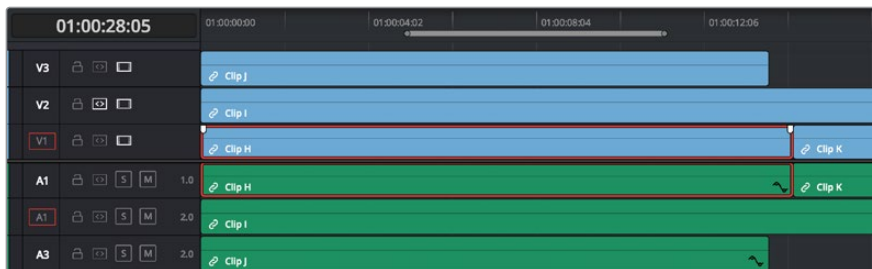 01:00:28:05 01:00:00:00 01:00:04:02 01:00:08:04 01:00:12:06
V3 Clip J
V2 Clip I
V1 Clip H Clip K
A1 S M 1.0 Clip H Clip K
A1 S M 2.0 Clip I
A3 S M 2.0 Clip J